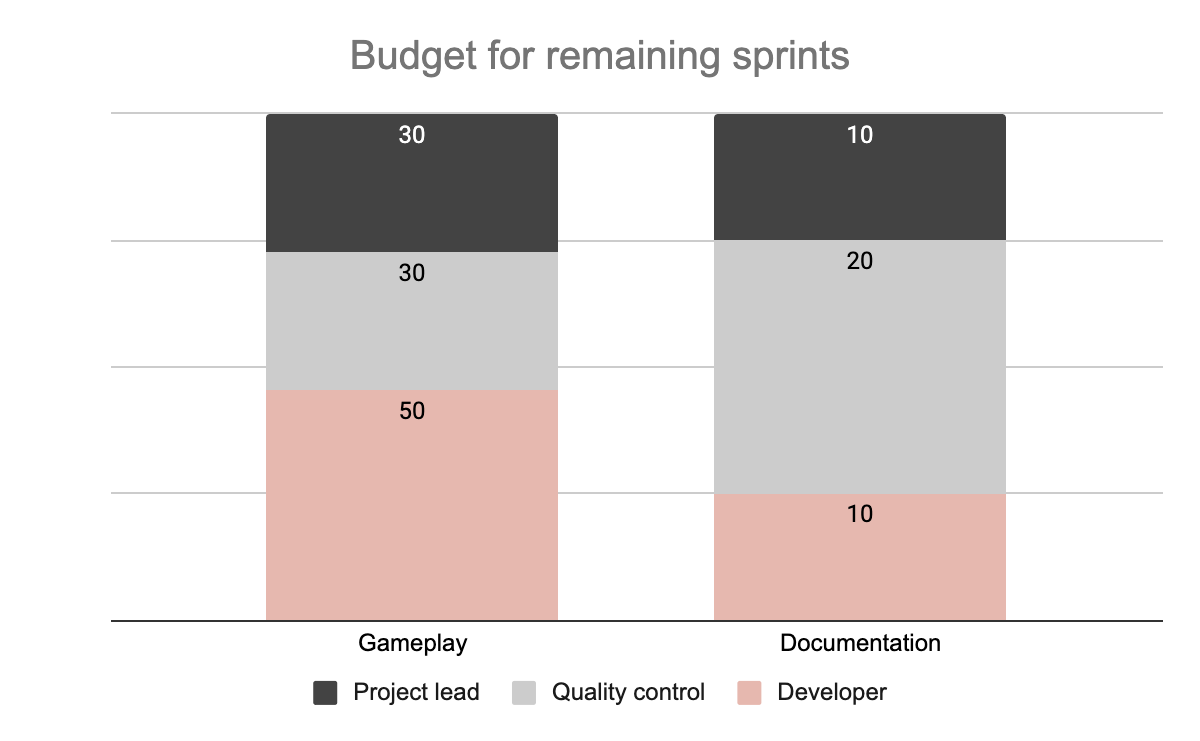 Budget for remaining sprints
30
10
30
20
50
10
Gameplay
Documentation
Project lead
Quality control
Developer